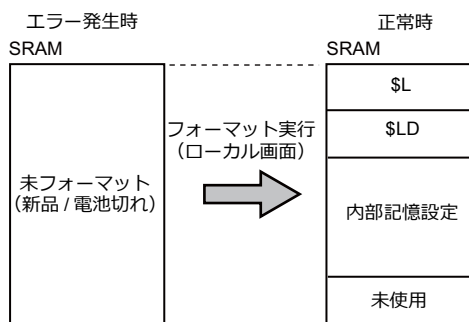 エラー発生時
SRAM
未フォーマット
（新品 / 電池切れ）
フォーマット実行
（ローカル画面）
正常時
SRAM
$L
$LD
内部記憶設定
未使用